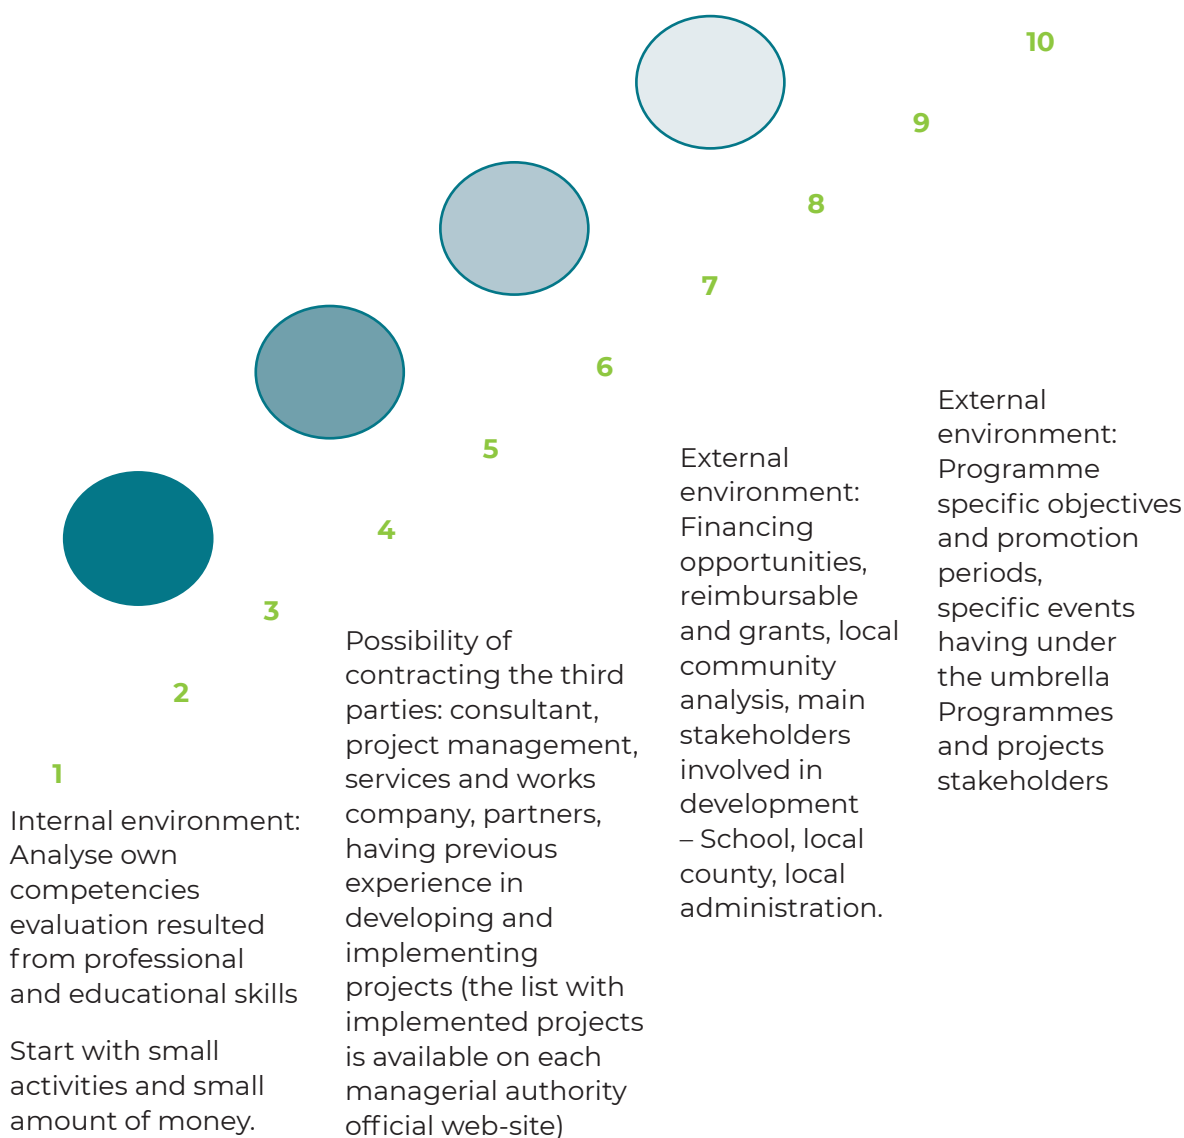 10
9
8
7
6
5
4
3
2
1
Internal environment:
Analyse own
competencies
evaluation resulted
from professional
and educational skills
Start with small
activities and small
amount of money.
Possibility of
contracting the third
parties: consultant,
project management,
services and works
company, partners,
having previous
experience in
developing and
implementing
projects (the list with
implemented projects
is available on each
managerial authority
official web-site)
External
environment:
Financing
opportunities,
reimbursable
and grants, local
community
analysis, main
stakeholders
involved in
development
– School, local
county, local
administration.
External
environment:
Programme
specific objectives
and promotion
periods,
specific events
having under
the umbrella
Programmes
and projects
stakeholders